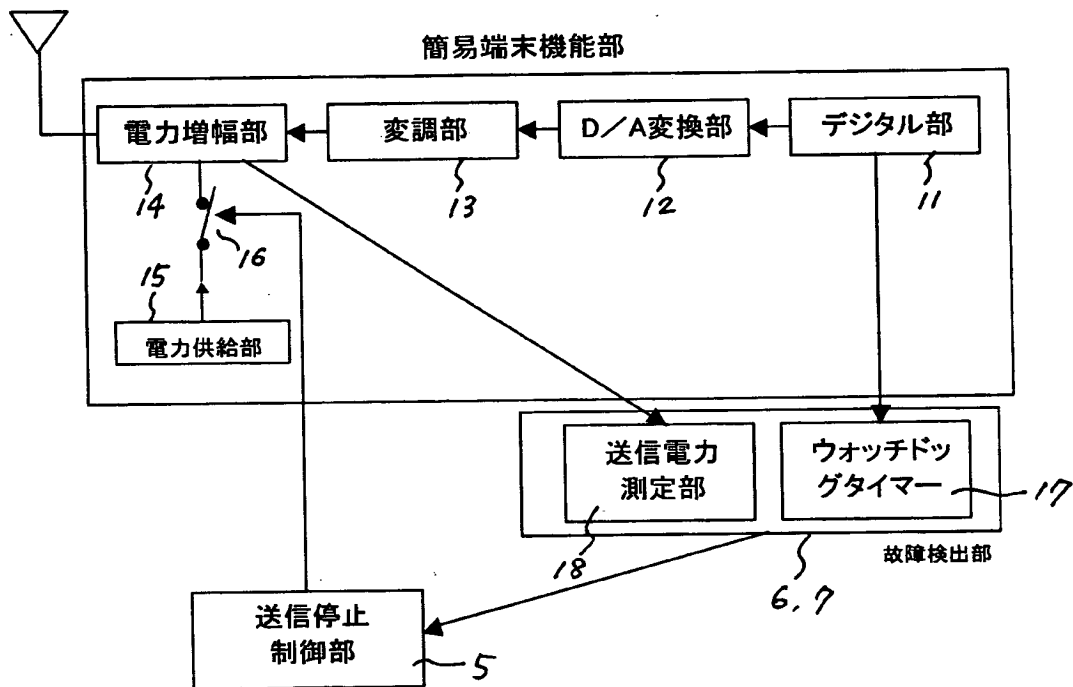 簡易端末機能部
電力増幅部
変調部
D/A変換部
デジタル部
14
13
12
11
16
15
電力供給部
送信電力
測定部
ウォッチドッ
グタイマー
17
18
故障検出部
6,7
送信停止
制御部
5